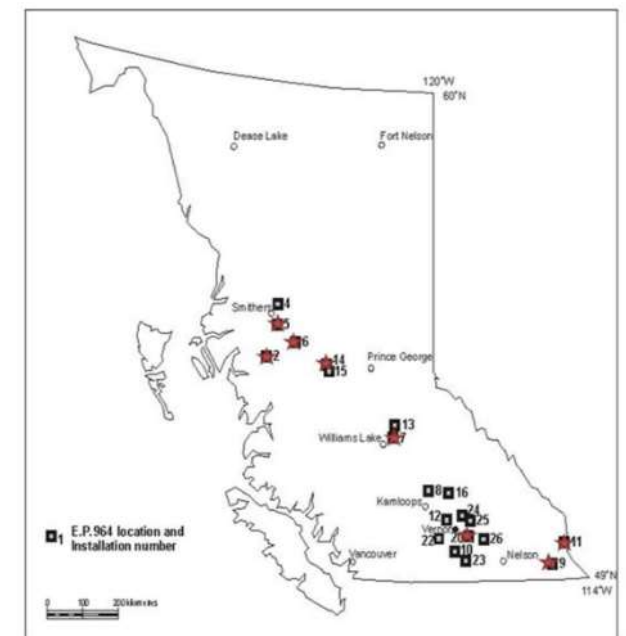 120°W
60°N
Dease Lake
Fort Nelson
4
Smithers
5
6
2
14
15
Prince George
13
Williams Lake
7
8
16
Kamloops
24
12
25
Vernon
22
20
26
10
23
Nelson
11
19
Vancouver
49°N
114°W
1 E.P.964 location and
Installation number
0 100 200 kilometres